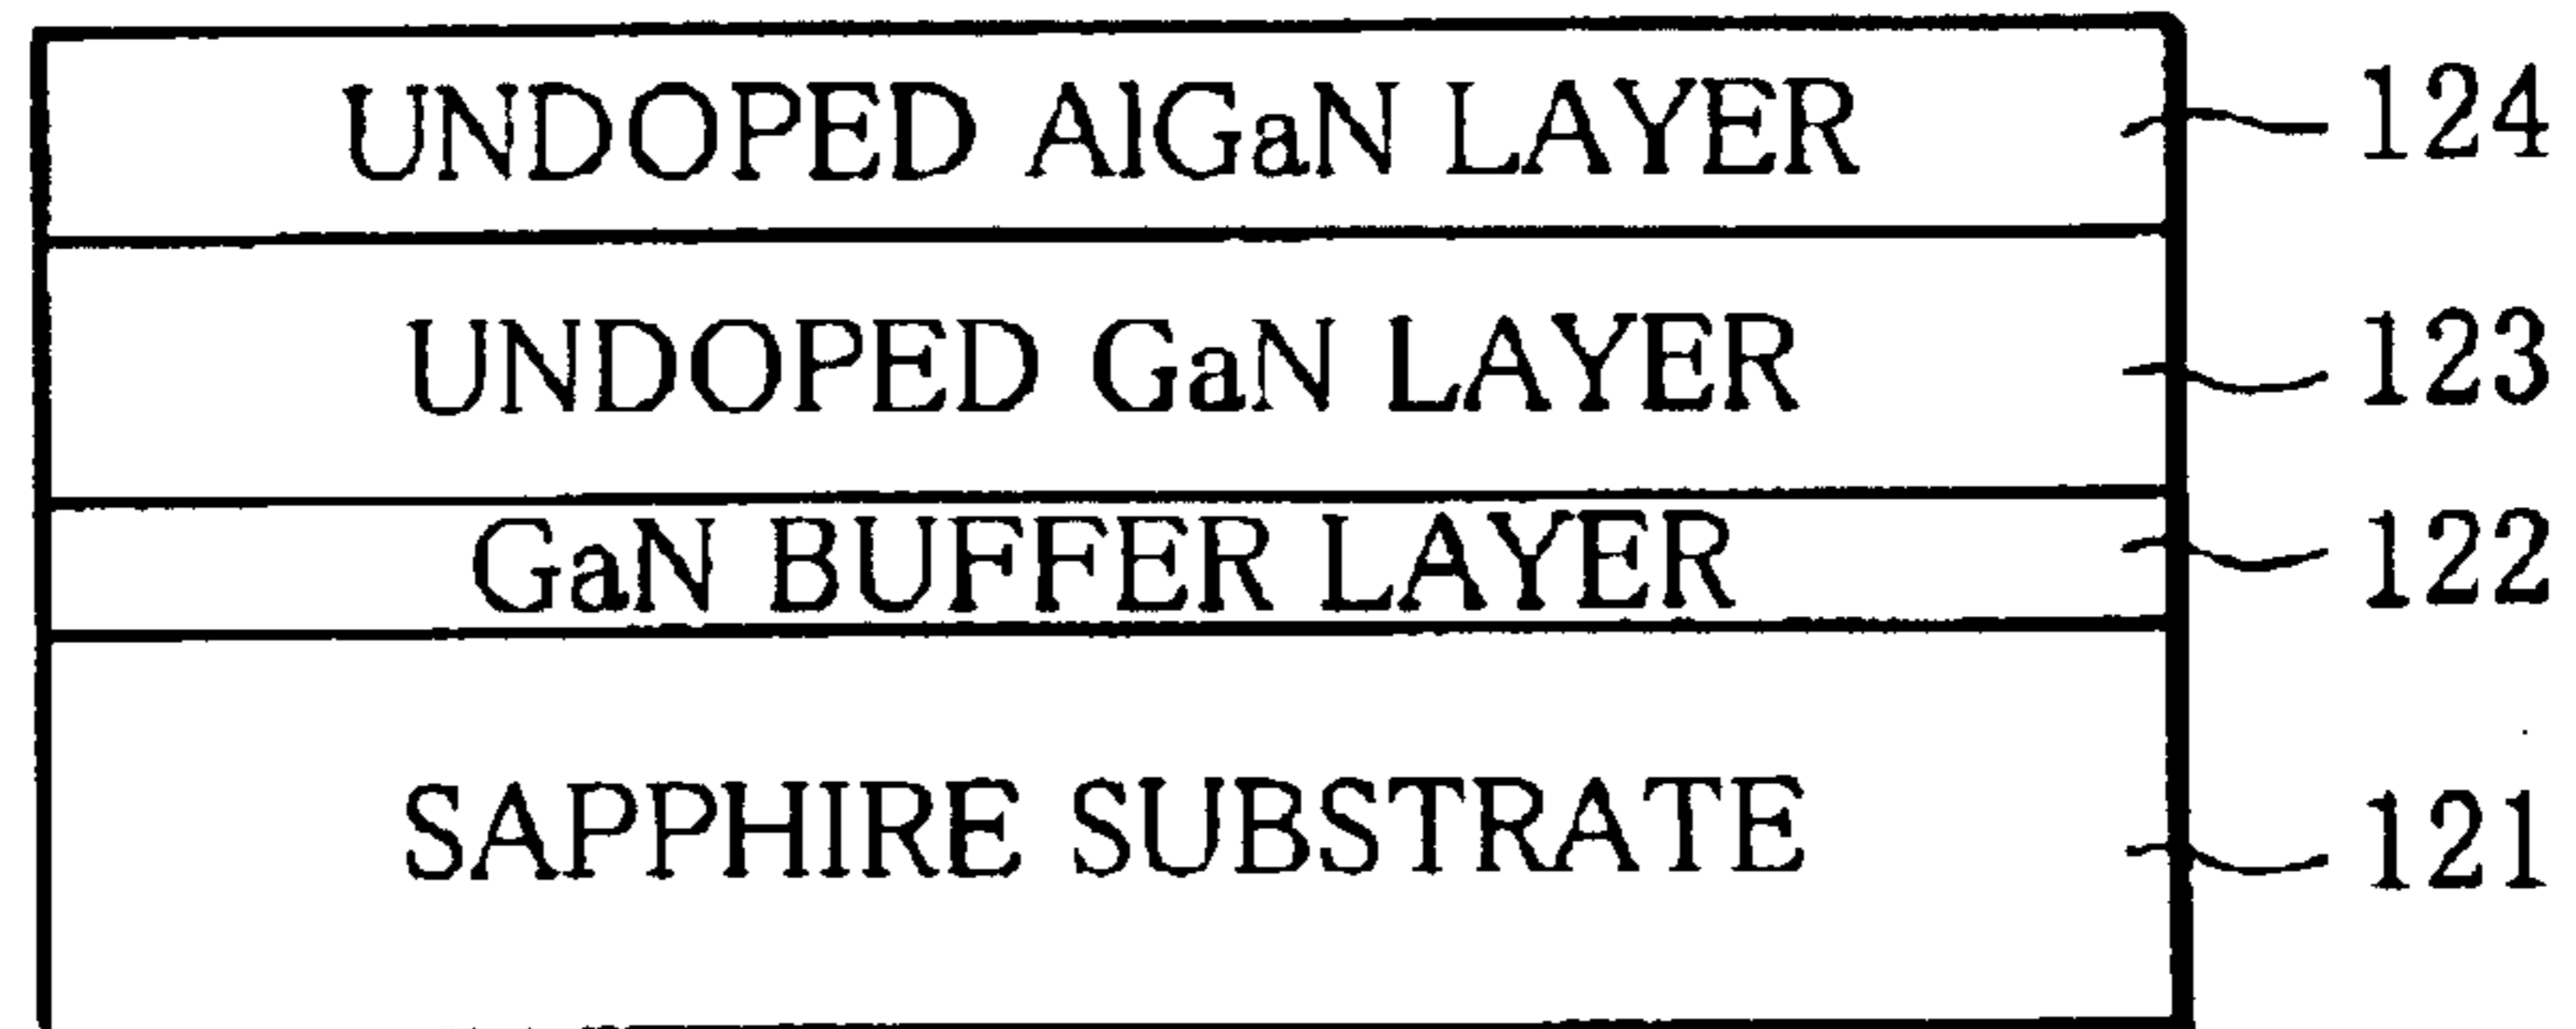 UNDOPED AlGaN LAYER 124
UNDOPED GaN LAYER 123
GaN BUFFER LAYER 122
SAPPHIRE SUBSTRATE 121